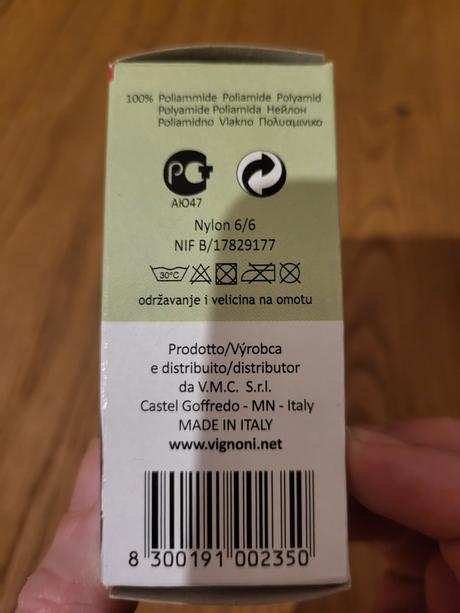 100% Poliammide Poliamide Polyamid
Polyamide Poliamida Нейлон
Poliamidno Vlakno Πολυαμινικο
РСТ
АЮ47
Nylon 6/6
NIF B/17829177
30°C
održavanje i velicina na omotu
Prodotto/Výrobca
e distribuito/distributor
da V.M.C. S.r.l.
Castel Goffredo - MN - Italy
MADE IN ITALY
www.vignoni.net
8 300191 002350